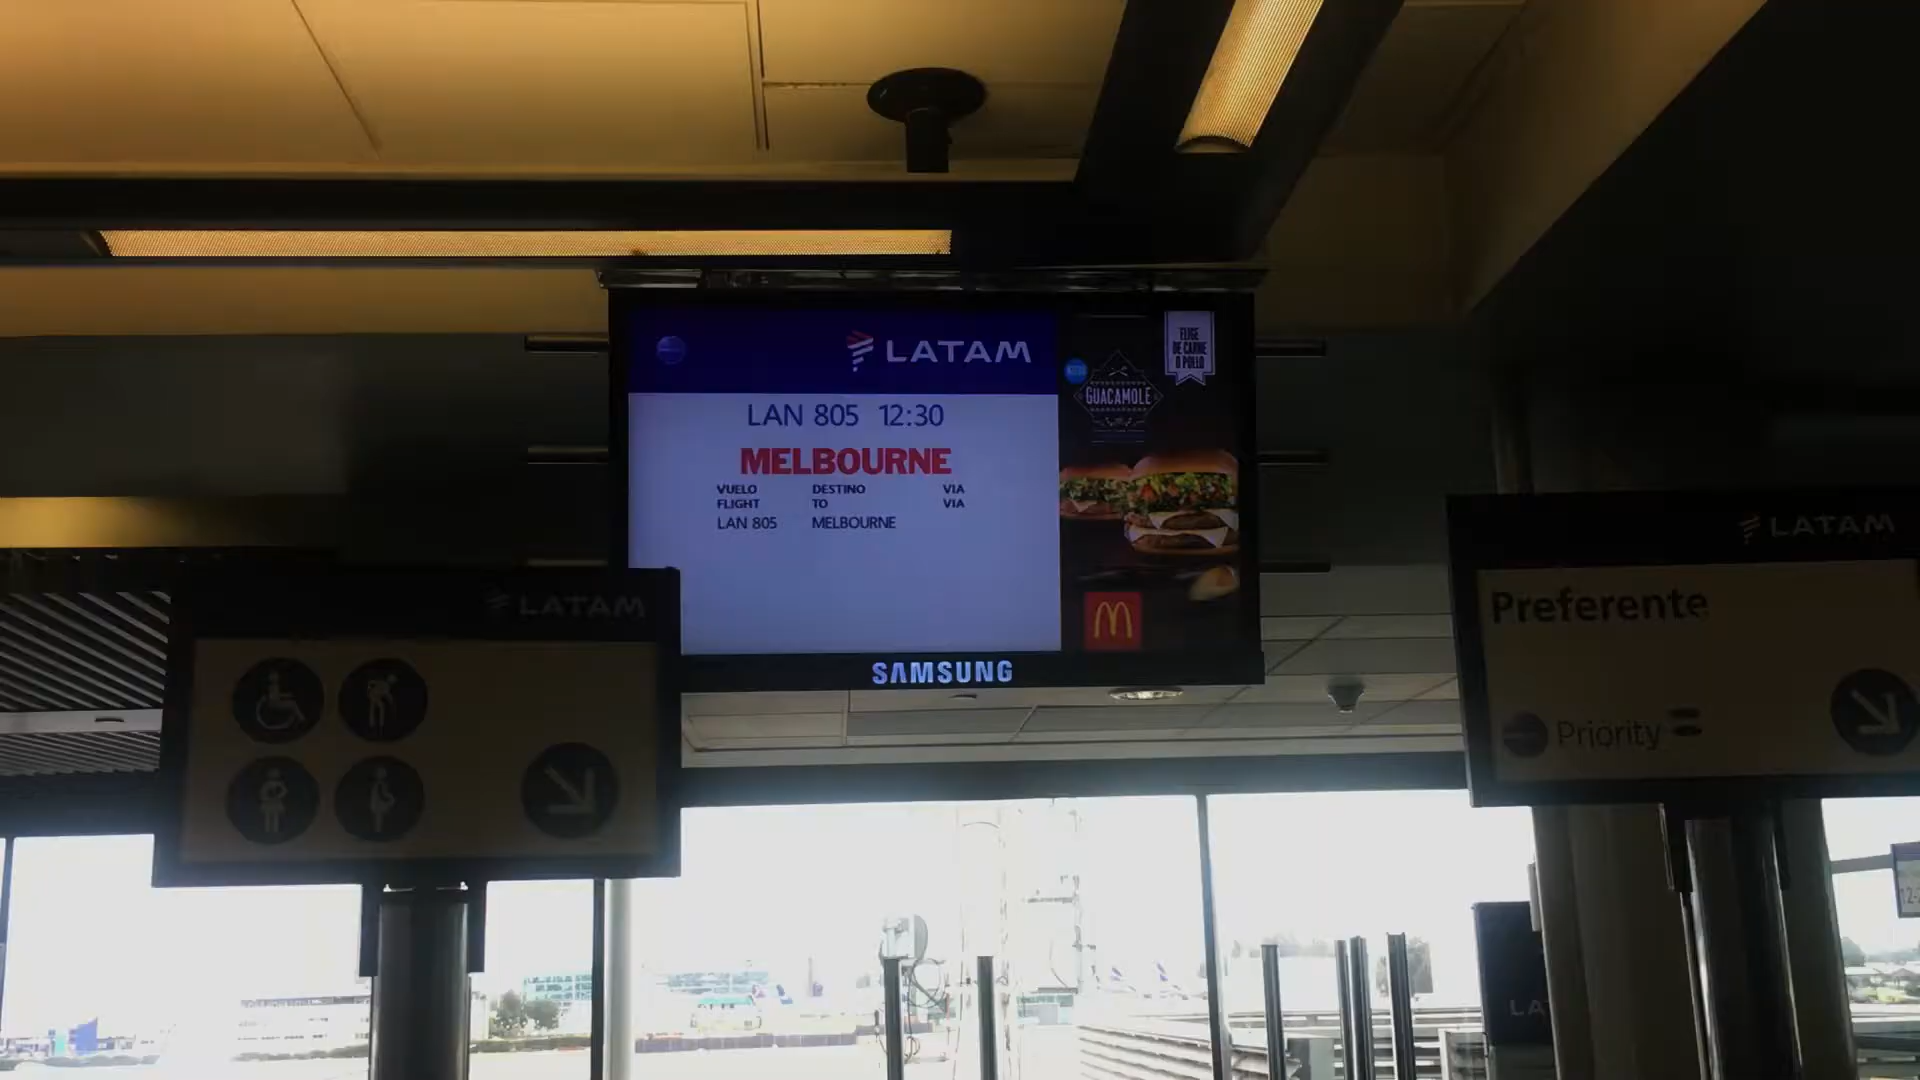 LATAM
LAN 805 12:30
MELBOURNE
VUELO DESTINO VIA
FLIGHT TO VIA
LAN 805 MELBOURNE
ELIGE
DE CARNE
O POLLO
GUACAMOLE
SAMSUNG
LATAM
LATAM
Preferente
Priority